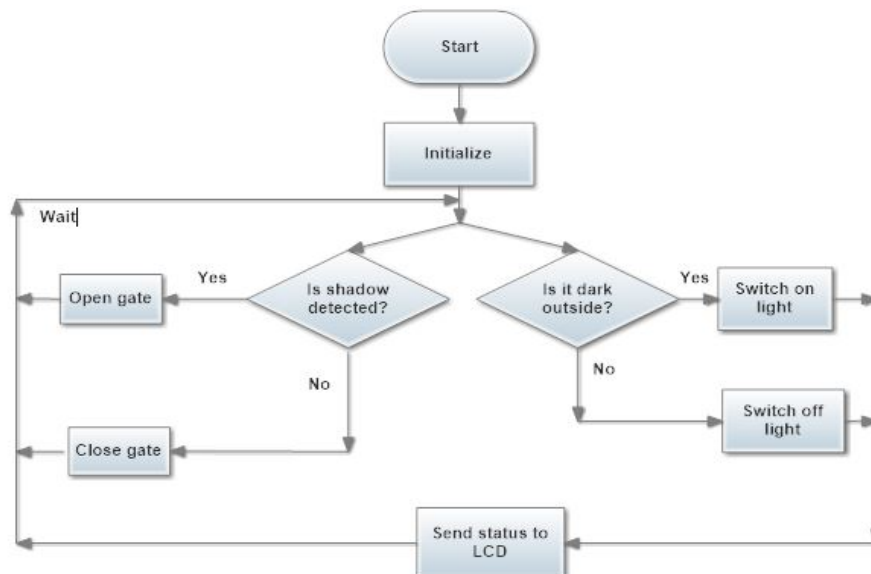 Start
Initialize
Wait
Is shadow
detected?
Yes
Open gate
No
Close gate
Is it dark
outside?
Yes
Switch on
light
No
Switch off
light
Send status to
LCD